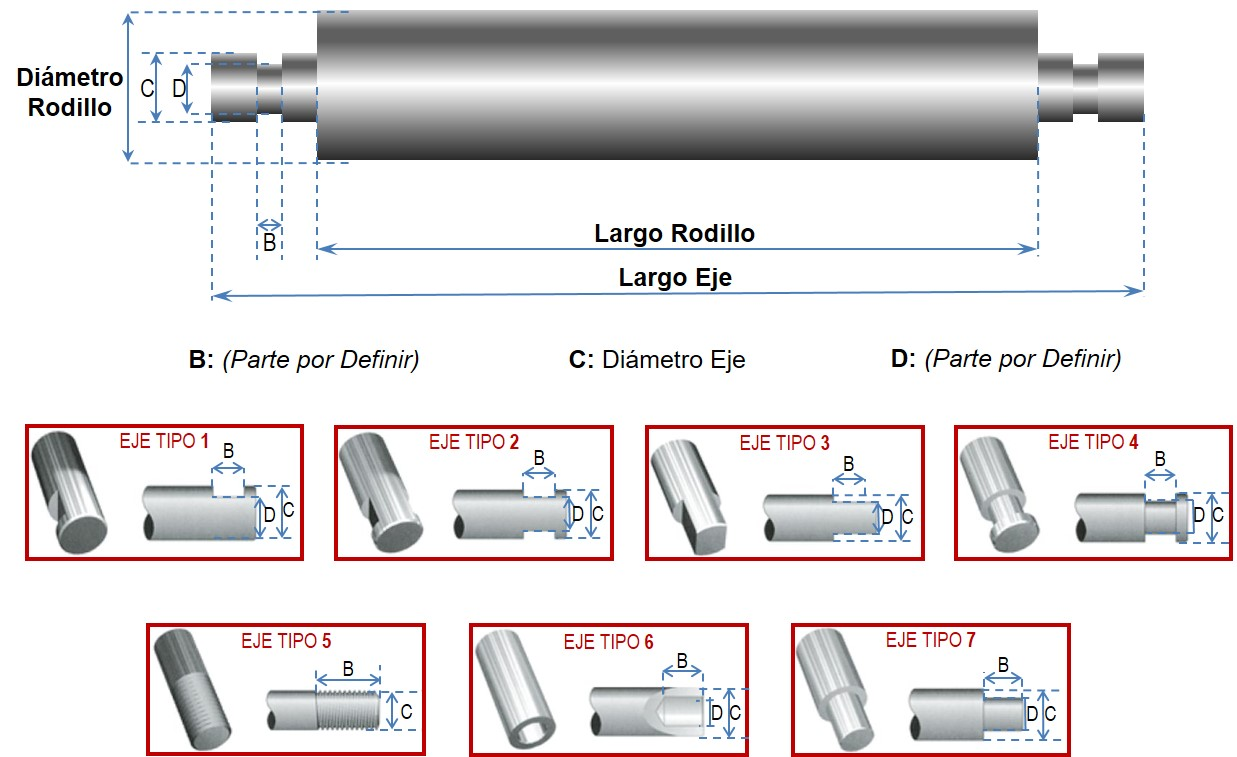 Diámetro
Rodillo
C
D
B
Largo Rodillo
Largo Eje
B: (Parte por Definir)
C: Diámetro Eje
D: (Parte por Definir)
EJE TIPO 1
B
D
C
EJE TIPO 2
B
D
C
EJE TIPO 3
B
D
C
EJE TIPO 4
B
D
C
EJE TIPO 5
B
C
EJE TIPO 6
B
D
C
EJE TIPO 7
B
D
C